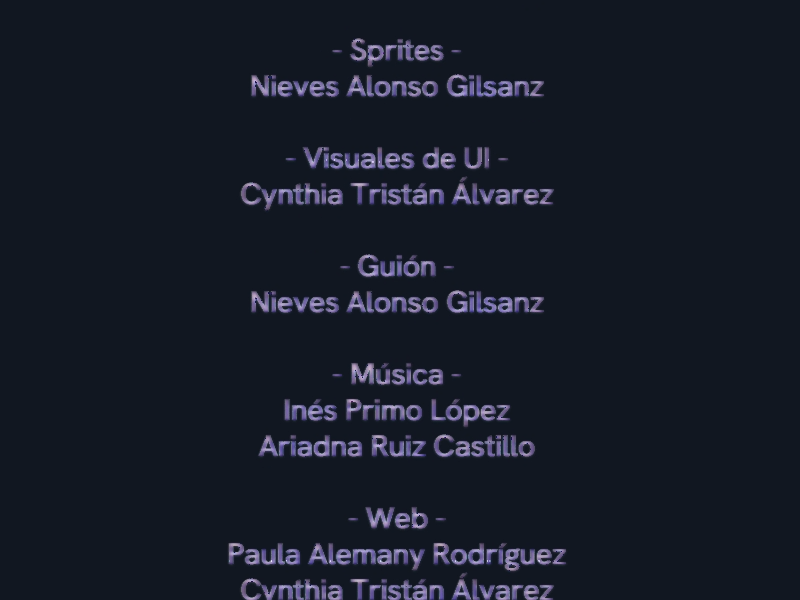 - Sprites -
Nieves Alonso Gilsanz
- Visuales de UI -
Cynthia Tristán Álvarez
- Guión -
Nieves Alonso Gilsanz
- Música -
Inés Primo López
Ariadna Ruiz Castillo
- Web -
Paula Alemany Rodríguez
Cynthia Tristán Álvarez